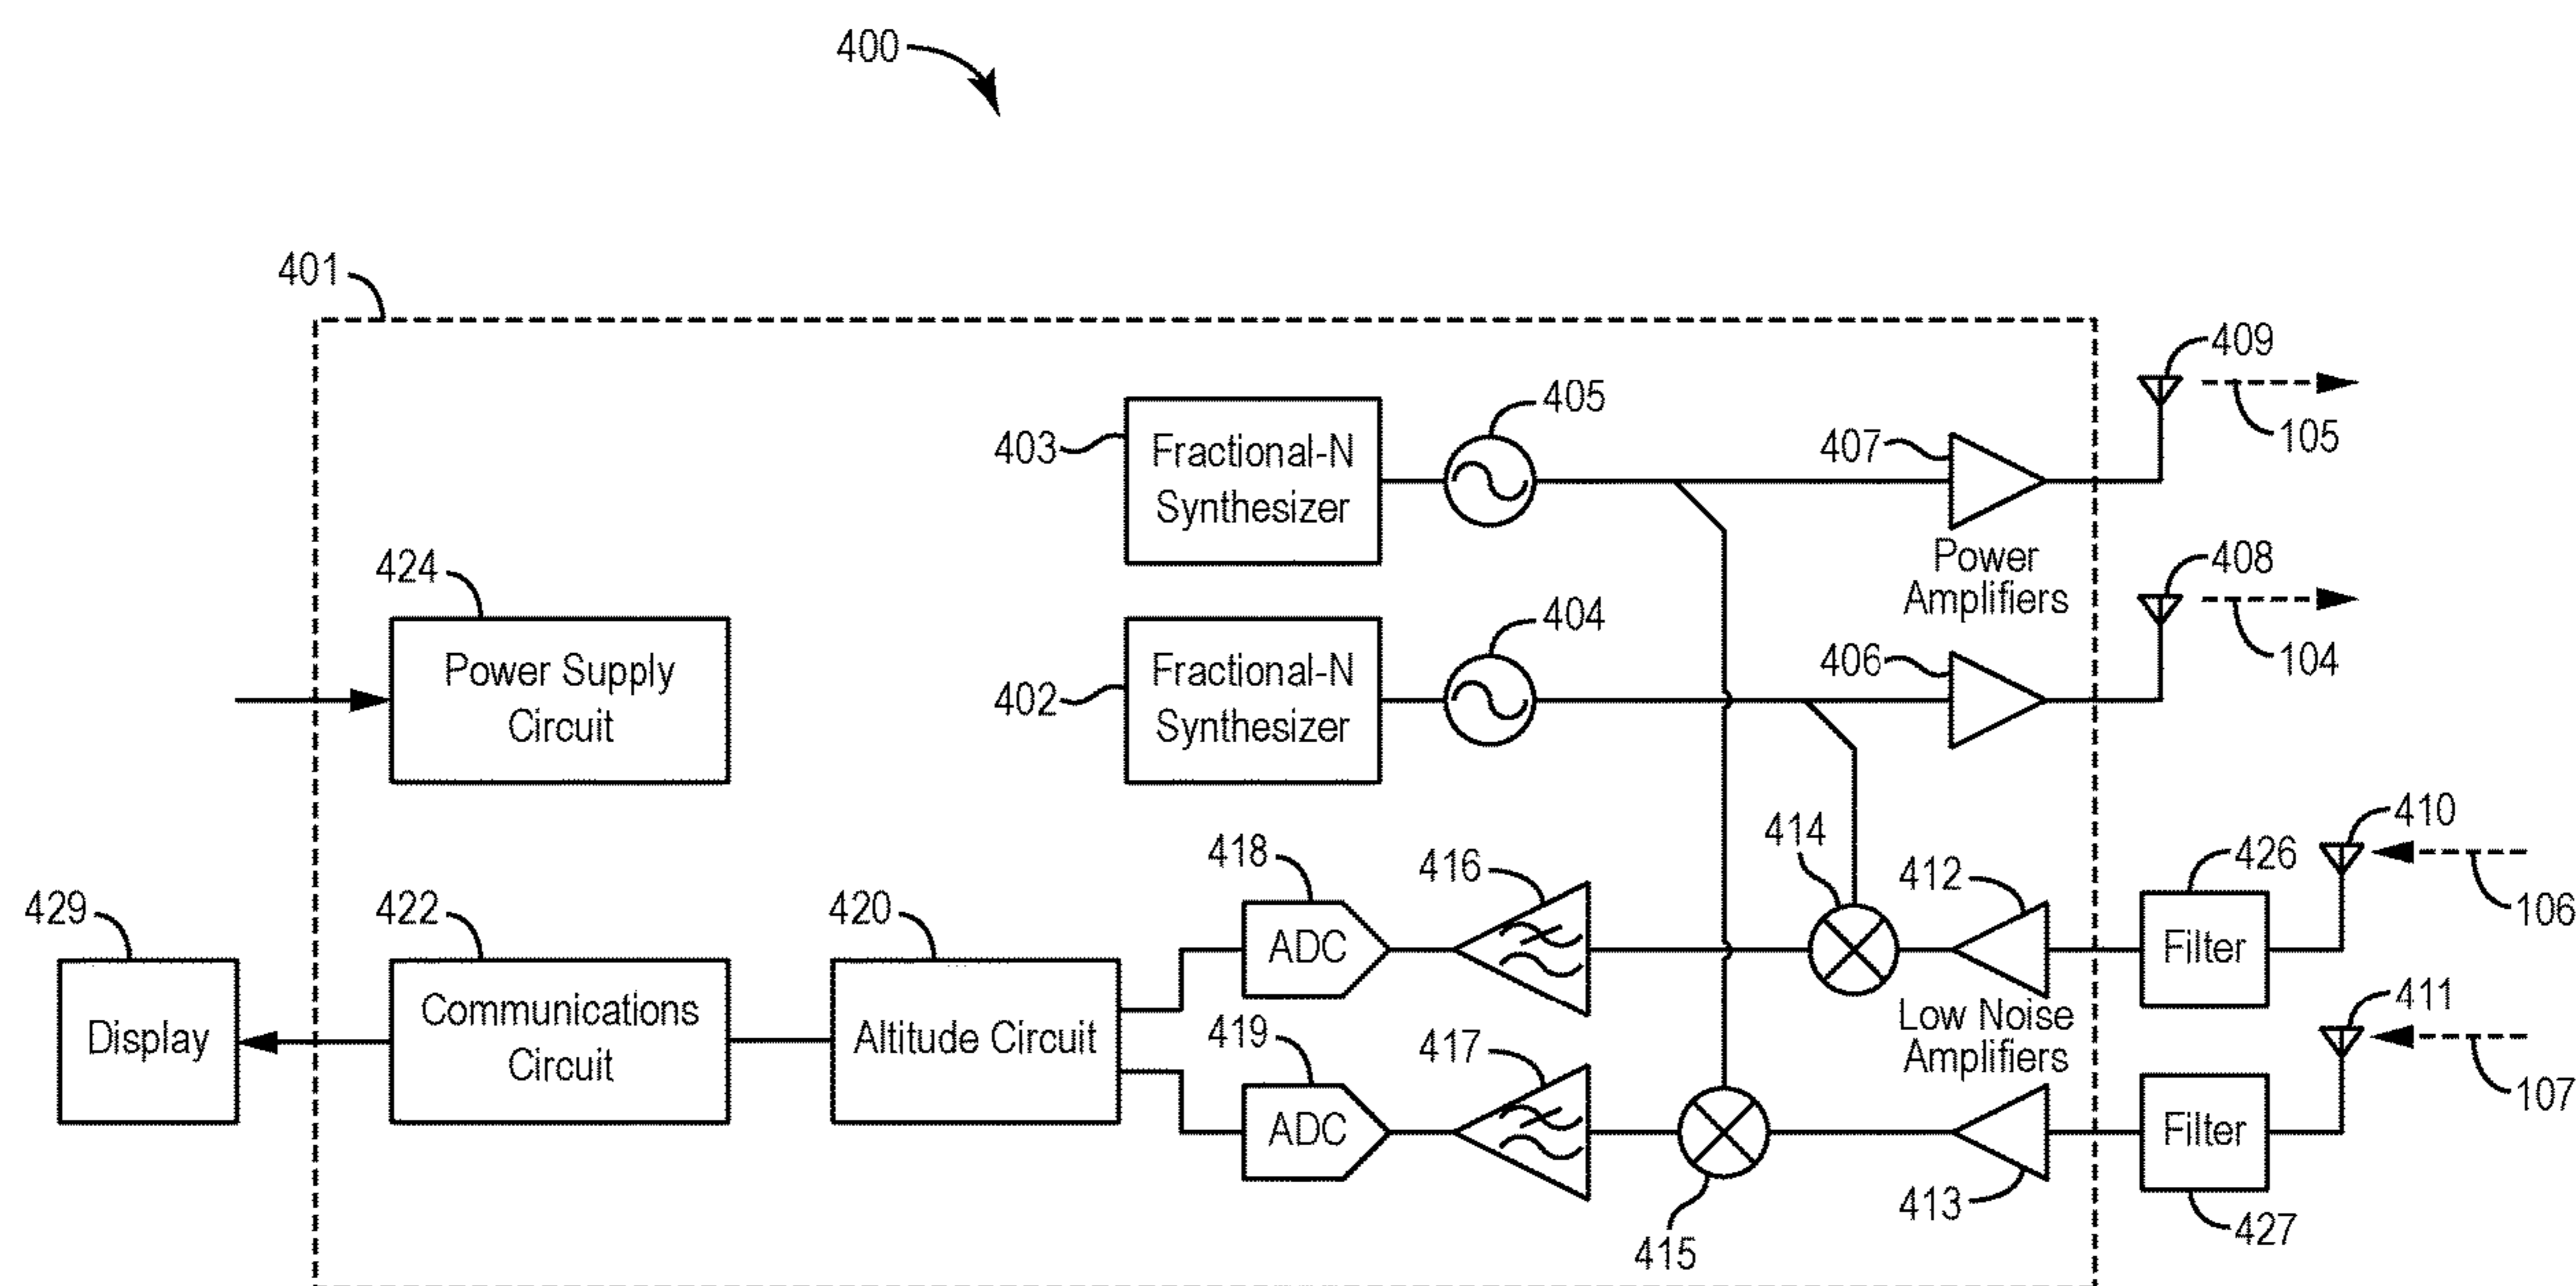 400
401
409
405
403
Fractional-N
Synthesizer
407
105
Power
Amplifiers
424
Power Supply
Circuit
408
404
402
Fractional-N
Synthesizer
406
104
410
414
418
416
412
426
106
ADC
Filter
429
422
420
Display
Communications
Circuit
Altitude Circuit
Low Noise
Amplifiers
411
419
417
107
ADC
Filter
413
427
415